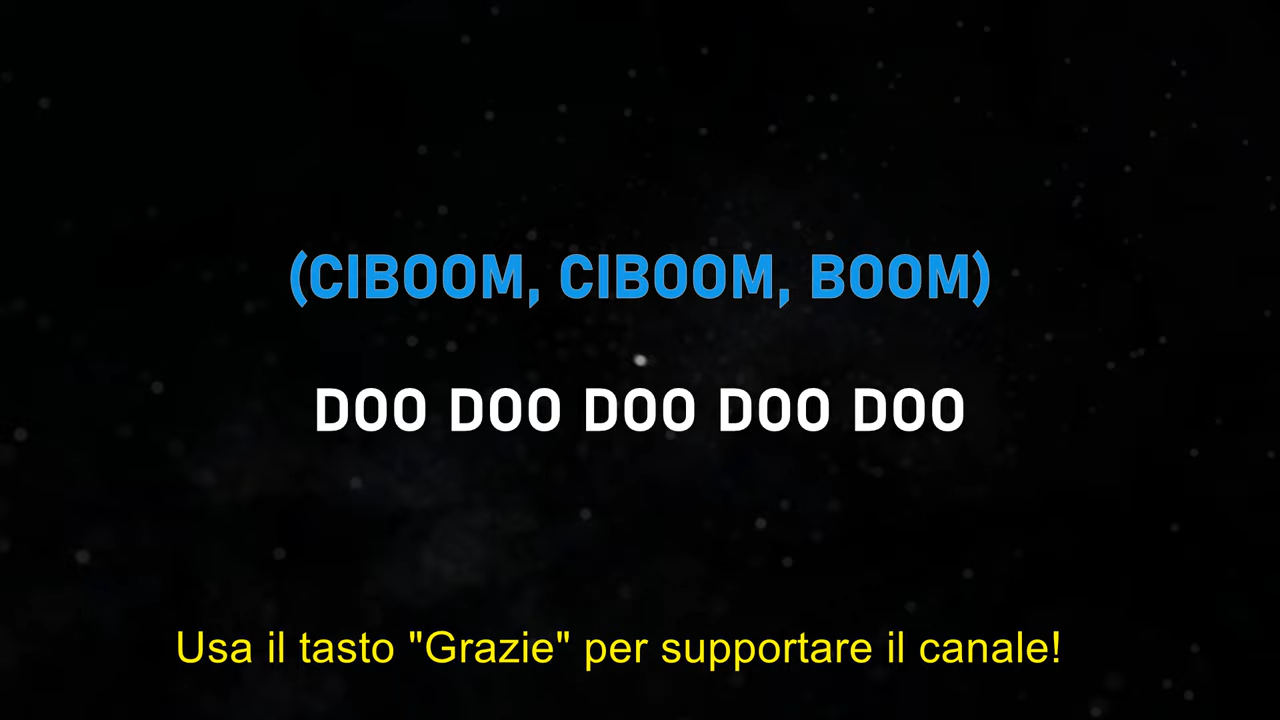 (CIBOOM, CIBOOM, BOOM)
DOO DOO DOO DOO DOO
Usa il tasto "Grazie" per supportare il canale!